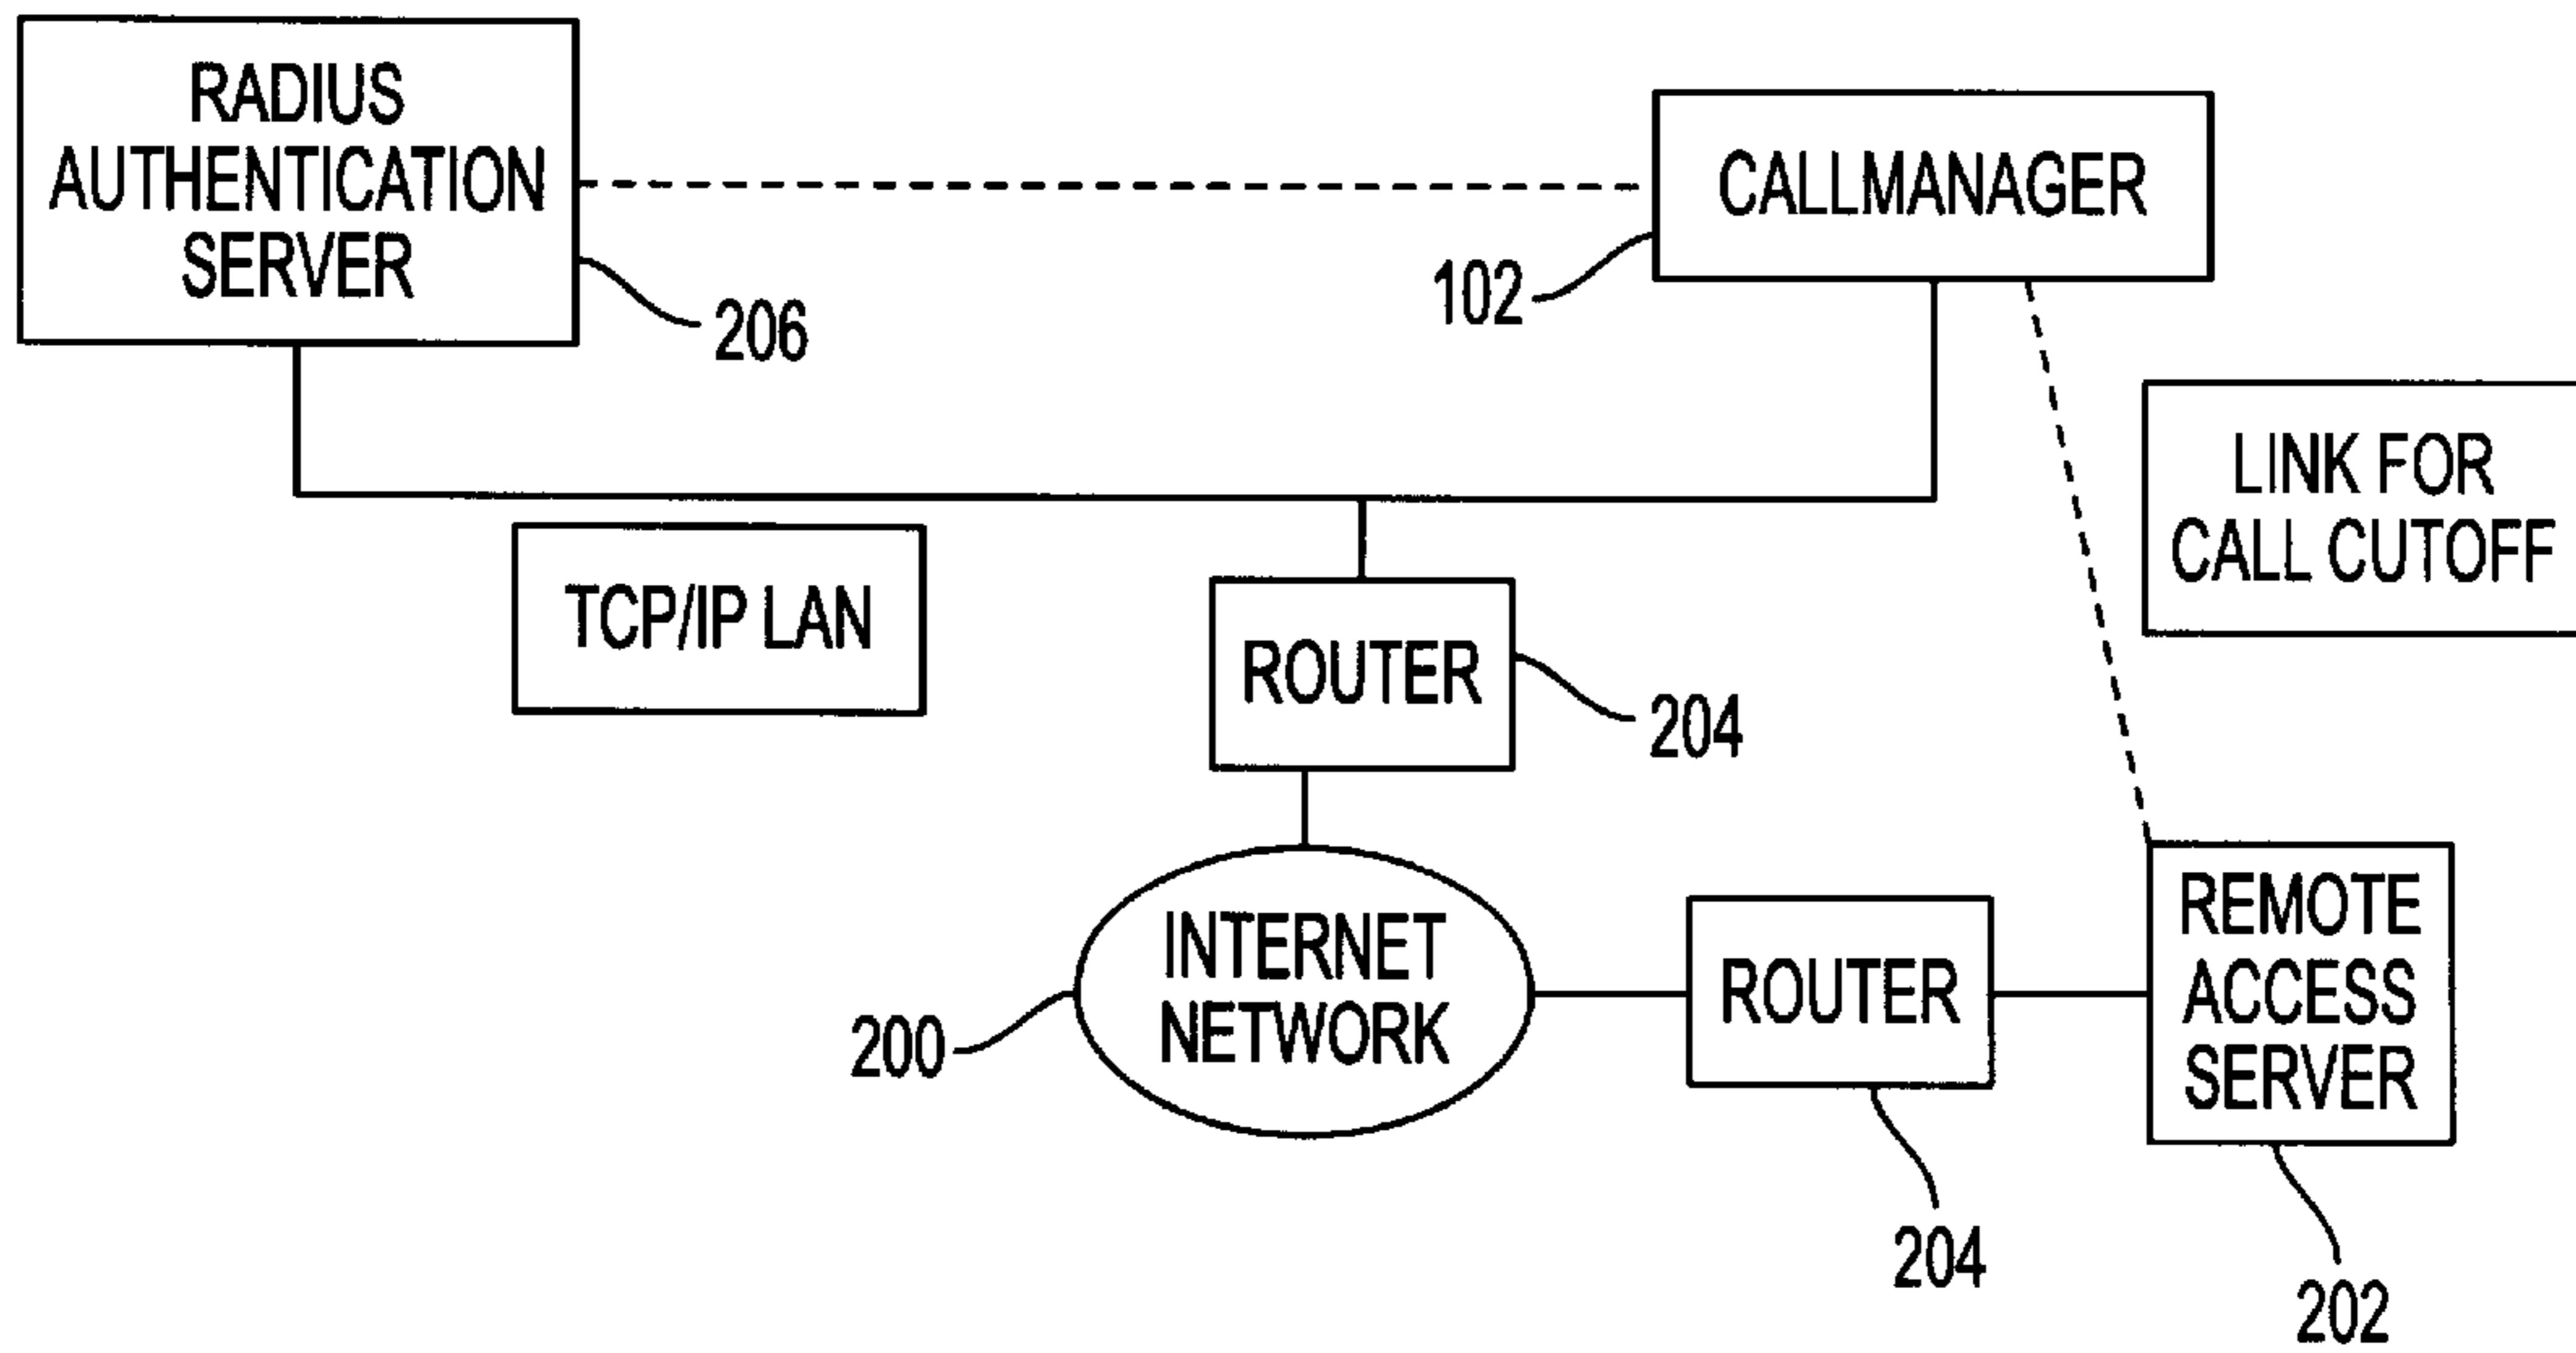 RADIUS
AUTHENTICATION
SERVER
206
CALLMANAGER
102
LINK FOR
CALL CUTOFF
TCP/IP LAN
ROUTER
204
INTERNET
NETWORK
200
ROUTER
204
REMOTE
ACCESS
SERVER
202